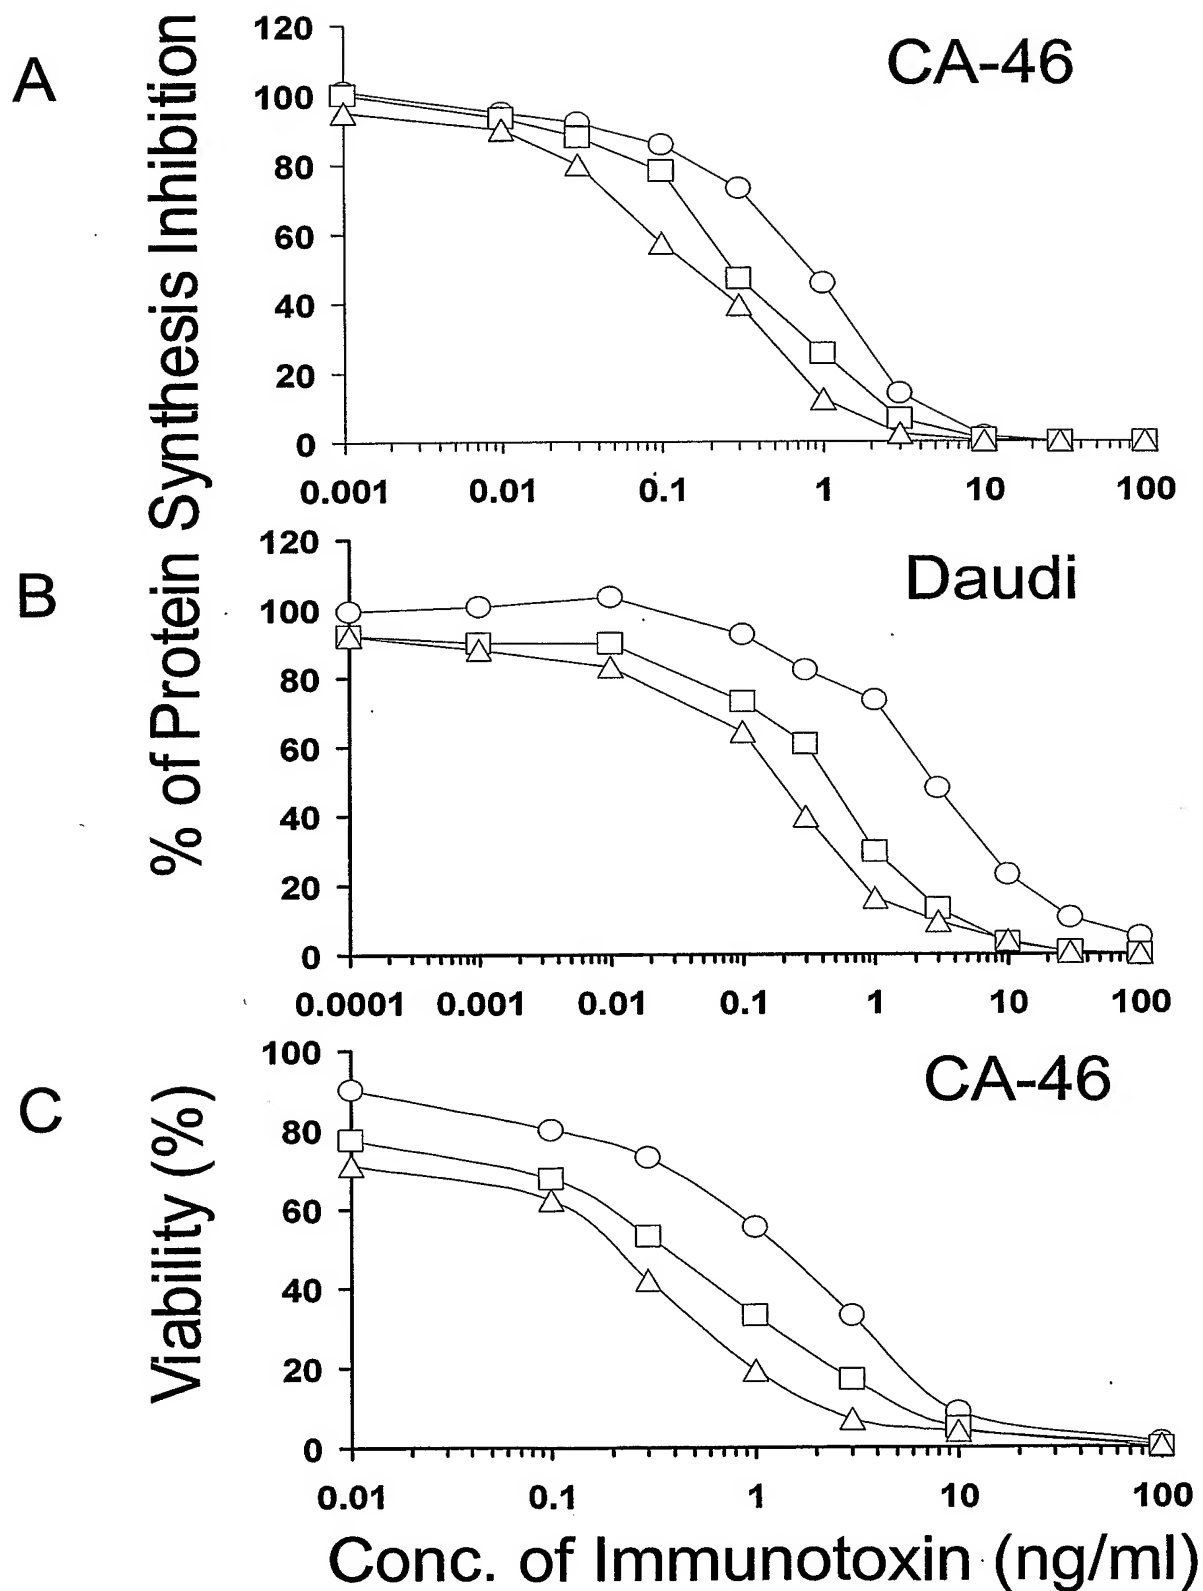 A
CA-46
% of Protein Synthesis Inhibition
120
100
80
60
40
20
0
0.001 0.01 0.1 1 10 100
B
Daudi
120
100
80
60
40
20
0
0.0001 0.001 0.01 0.1 1 10 100
C
CA-46
Viability (%)
100
80
60
40
20
0
0.01 0.1 1 10 100
Conc. of Immunotoxin (ng/ml)